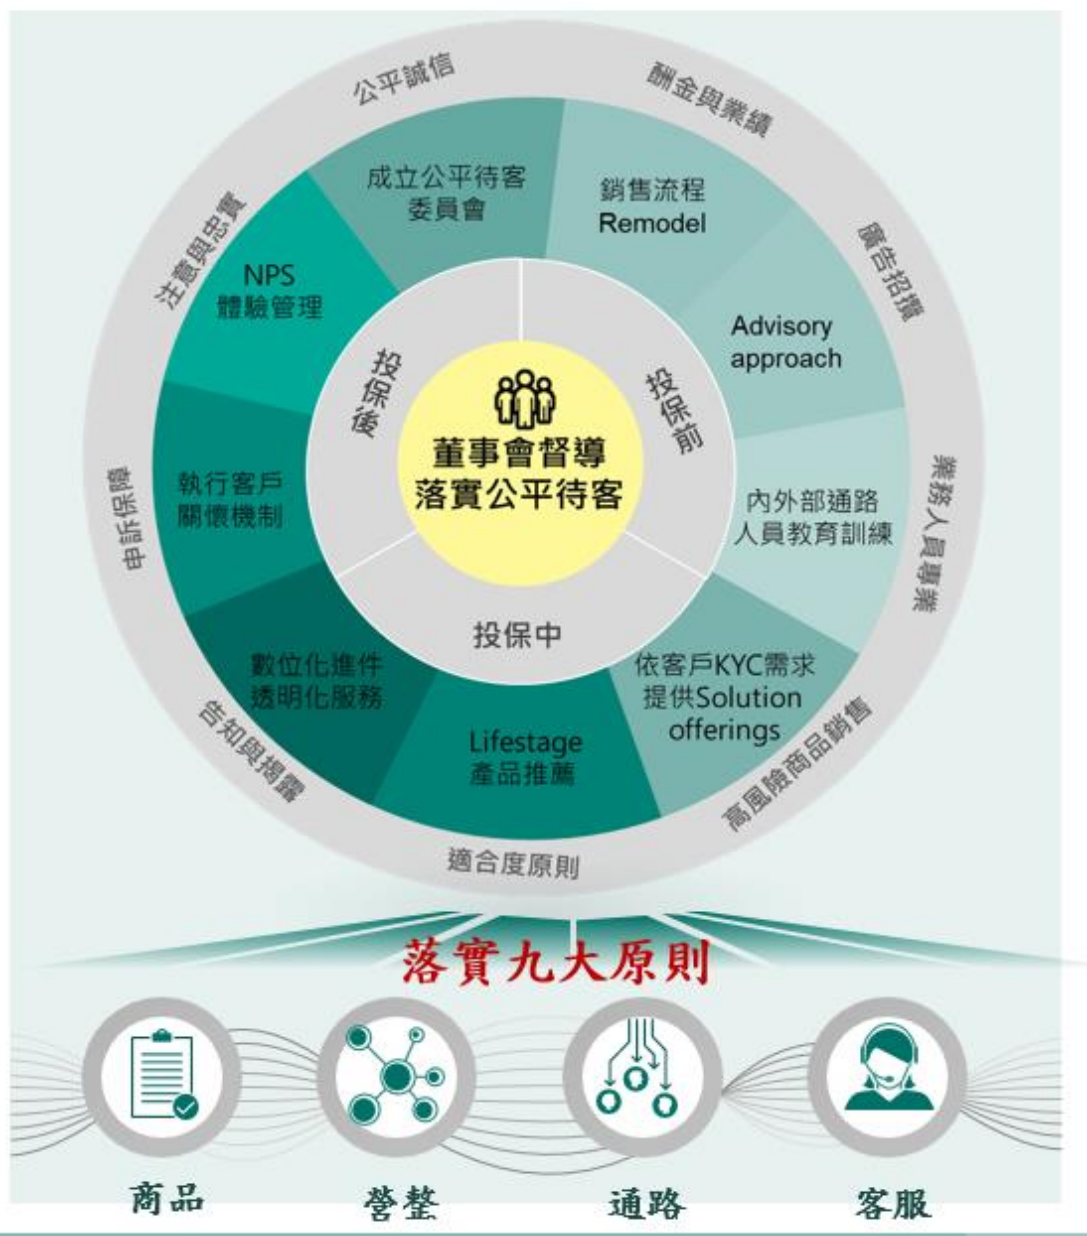 公平誠信
酬金與業績
廣告招攬
業務人員專業
高風險商品銷售
適合度原則
告知與揭露
申訴保障
注意與忠實
成立公平待客
委員會
銷售流程
Remodel
Advisory
approach
內外部通路
人員教育訓練
依客戶KYC需求
提供Solution
offerings
Lifestage
產品推薦
數位化進件
透明化服務
執行客戶
關懷機制
NPS
體驗管理
投保前
投保中
投保後
董事會督導
落實公平待客
落實九大原則
商品
營整
通路
客服